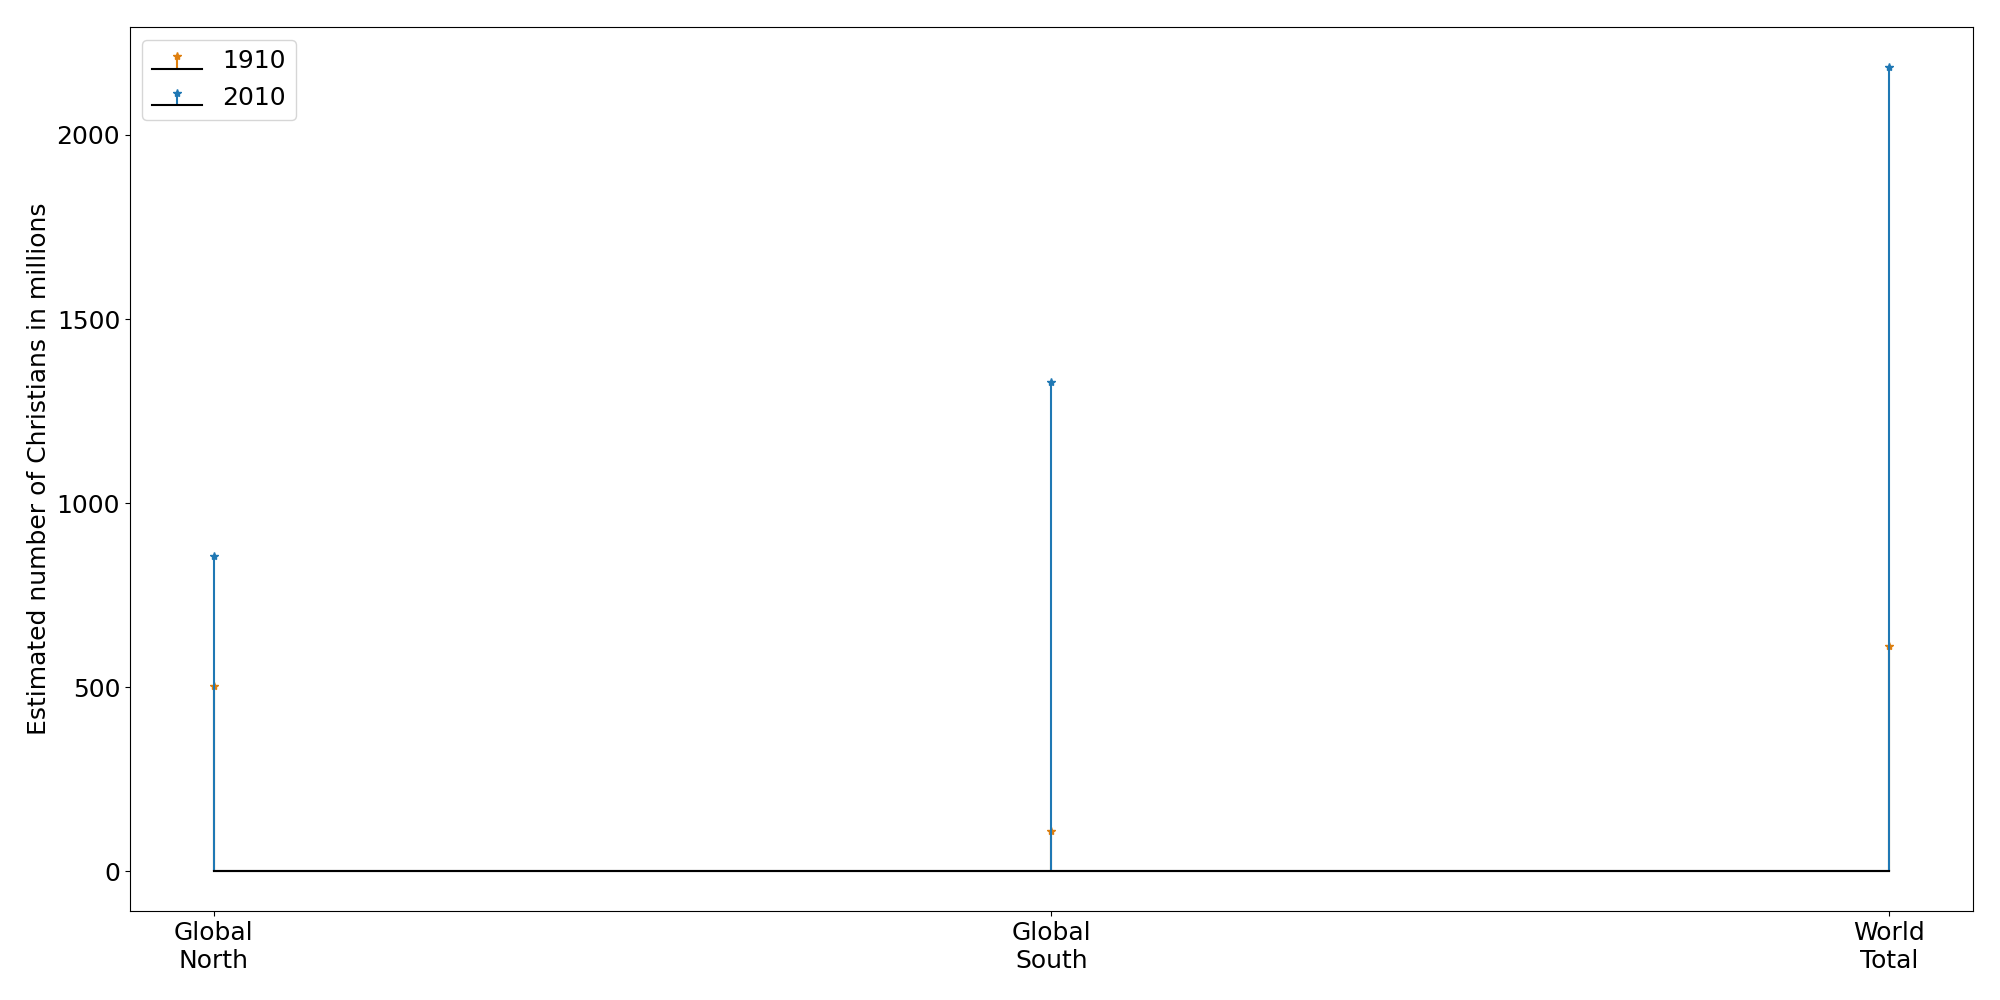 1910
2010
Estimated number of Christians in millions
2000
1500
1000
500
0
Global
North
Global
South
World
Total